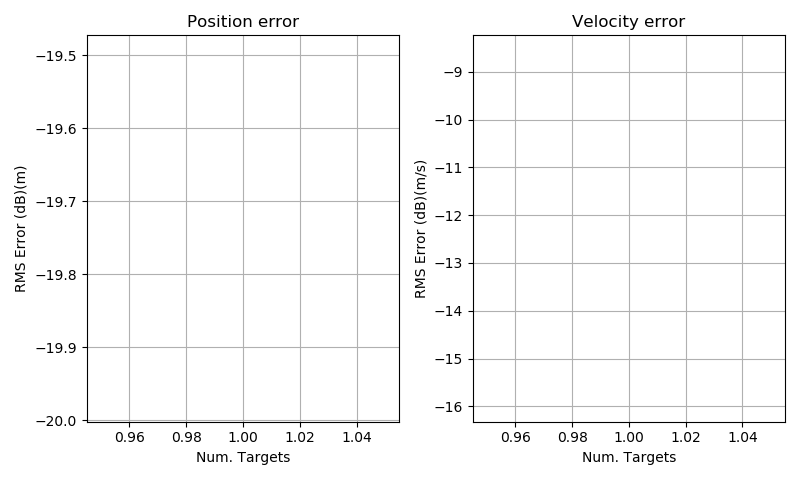 Position error
Velocity error
RMS Error (dB)(m)
−19.5
−19.6
−19.7
−19.8
−19.9
−20.0
0.96 0.98 1.00 1.02 1.04
Num. Targets
RMS Error (dB)(m/s)
−9
−10
−11
−12
−13
−14
−15
−16
0.96 0.98 1.00 1.02 1.04
Num. Targets